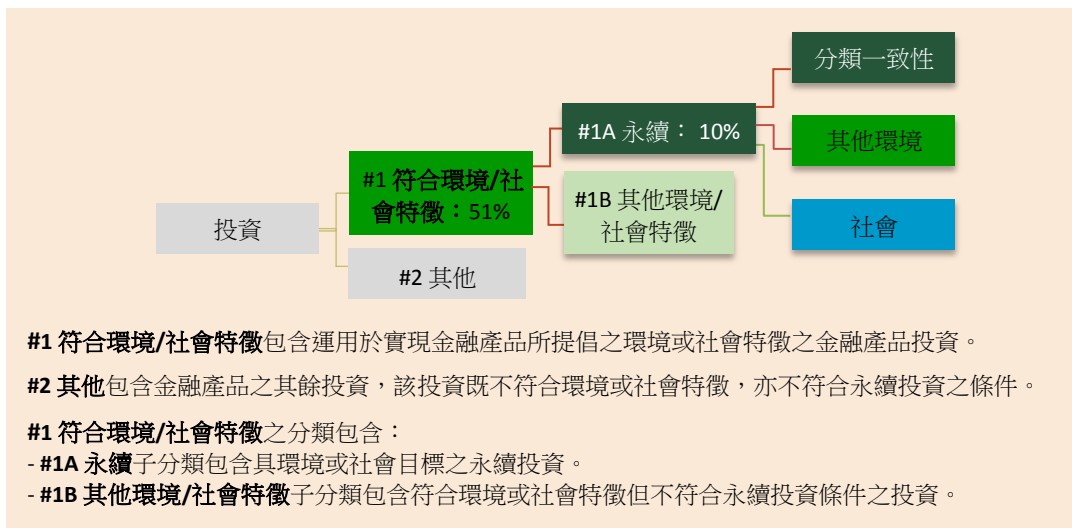 投資
#1 符合環境/社
會特徵：51%
#2 其他
#1A 永續： 10%
#1B 其他環境/
社會特徵
分類一致性
其他環境
社會
#1 符合環境/社會特徵包含運用於實現金融產品所提倡之環境或社會特徵之金融產品投資。
#2 其他包含金融產品之其餘投資，該投資既不符合環境或社會特徵，亦不符合永續投資之條件。
#1 符合環境/社會特徵之分類包含：
- #1A 永續子分類包含具環境或社會目標之永續投資。
- #1B 其他環境/社會特徵子分類包含符合環境或社會特徵但不符合永續投資條件之投資。